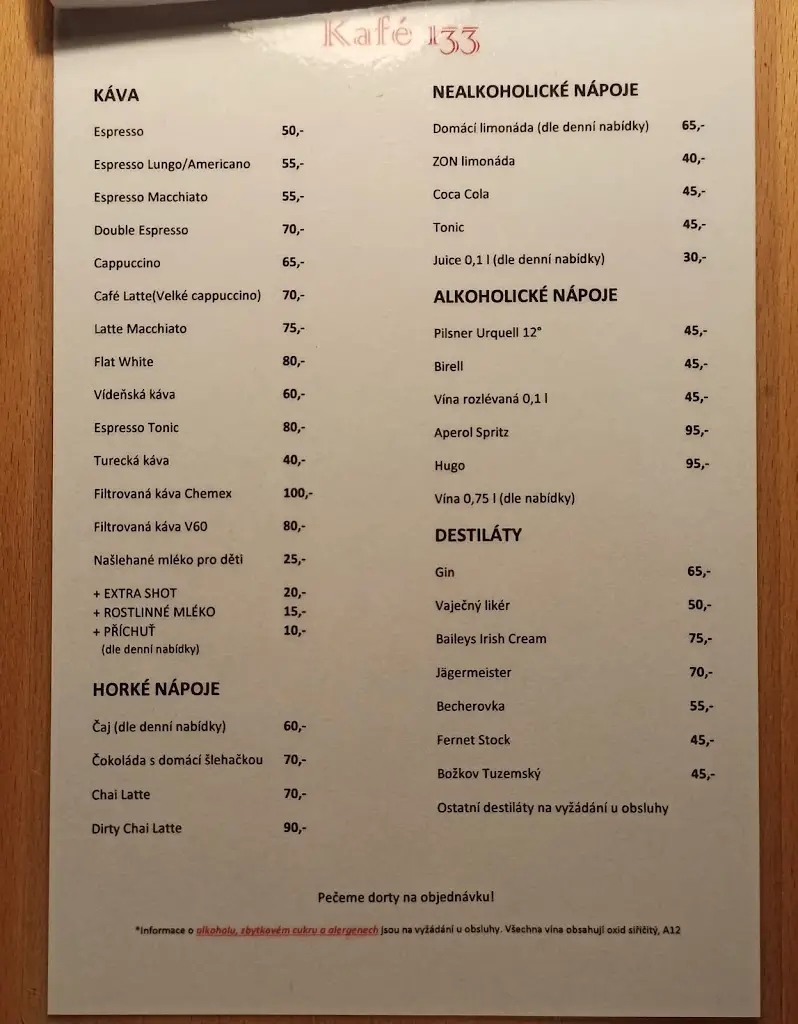 Kafé 133
KÁVA
Espresso 50,-
Espresso Lungo/Americano 55,-
Espresso Macchiato 55,-
Double Espresso 70,-
Cappuccino 65,-
Café Latte(Velké cappuccino) 70,-
Latte Macchiato 75,-
Flat White 80,-
Vídeňská káva 60,-
Espresso Tonic 80,-
Turecká káva 40,-
Filtrovaná káva Chemex 100,-
Filtrovaná káva V60 80,-
Našlehané mléko pro děti 25,-
+ EXTRA SHOT 20,-
+ ROSTLINNÉ MLÉKO 15,-
+ PŘÍCHUŤ 10,-
(dle denní nabídky)
HORKÉ NÁPOJE
Čaj (dle denní nabídky) 60,-
Čokoláda s domácí šlehačkou 70,-
Chai Latte 70,-
Dirty Chai Latte 90,-
NEALKOHOLICKÉ NÁPOJE
Domácí limonáda (dle denní nabídky) 65,-
ZON limonáda 40,-
Coca Cola 45,-
Tonic 45,-
Juice 0,1 l (dle denní nabídky) 30,-
ALKOHOLICKÉ NÁPOJE
Pilsner Urquell 12° 45,-
Birell 45,-
Vína rozlévaná 0,1 l 45,-
Aperol Spritz 95,-
Hugo 95,-
Vína 0,75 l (dle nabídky)
DESTILÁTY
Gin 65,-
Vaječný likér 50,-
Baileys Irish Cream 75,-
Jägermeister 70,-
Becherovka 55,-
Fernet Stock 45,-
Božkov Tuzemský 45,-
Ostatní destiláty na vyžádání u obsluhy
Pečeme dorty na objednávku!
*Informace o alkoholu, zbytkovém cukru a alergenech jsou na vyžádání u obsluhy. Všechna vína obsahují oxid siřičitý, A12